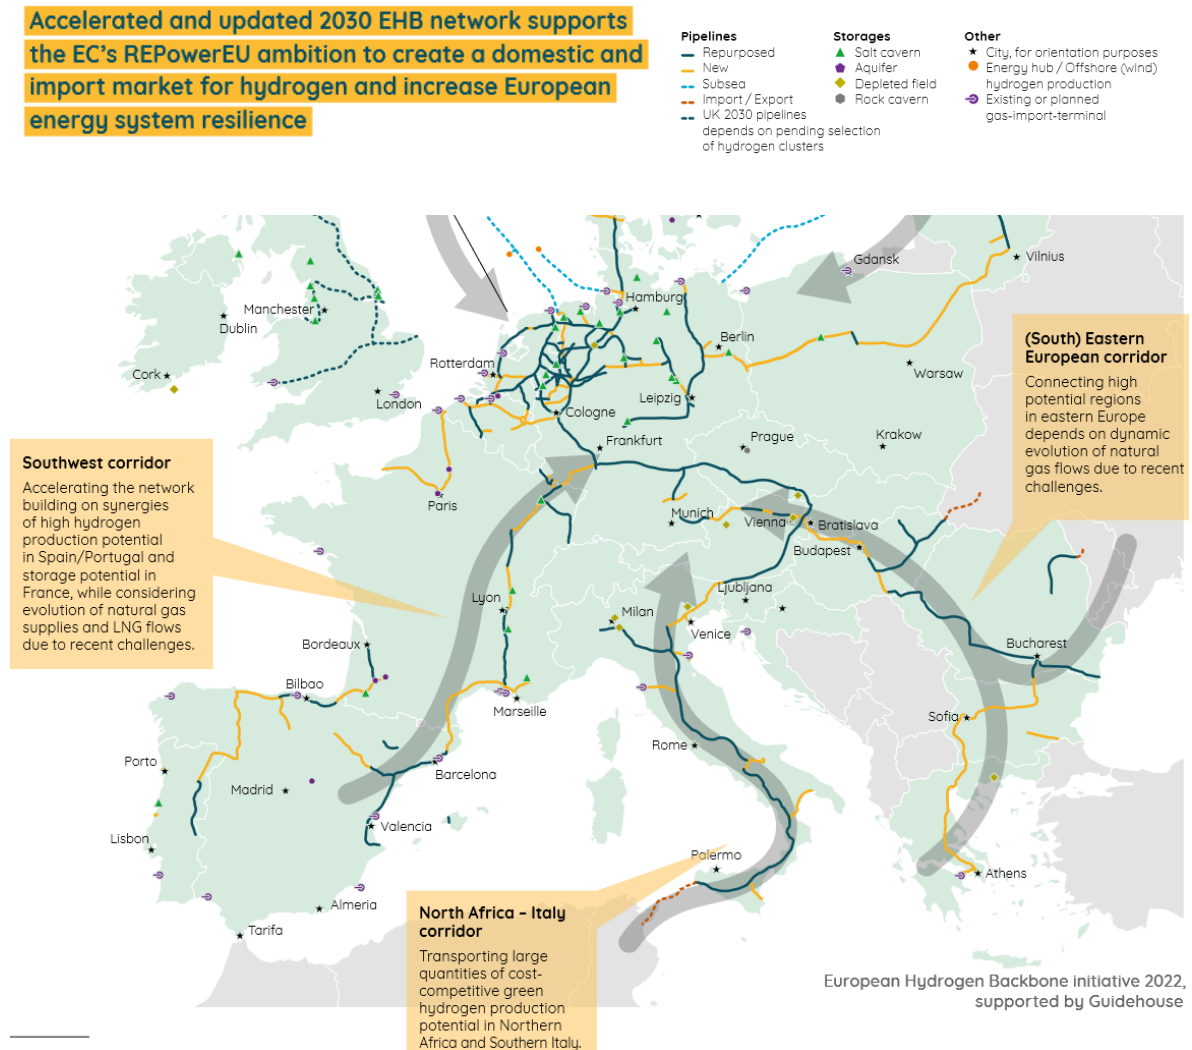 Accelerated and updated 2030 EHB network supports
the EC's REPowerEU ambition to create a domestic and
import market for hydrogen and increase European
energy system resilience
Pipelines
Repurposed
New
Subsea
Import / Export
UK 2030 pipelines
depends on pending selection
of hydrogen clusters
Storages
Salt cavern
Aquifer
Depleted field
Rock cavern
Other
City, for orientation purposes
Energy hub / Offshore (wind)
hydrogen production
Existing or planned
gas-import-terminal
Gdansk
Vilnius
Hamburg
Manchester
Dublin
Berlin
Rotterdam
Warsaw
Cork
London
Leipzig
Cologne
Frankfurt
Prague
Krakow
Paris
Munich
Vienna
Bratislava
Budapest
Ljubljana
Lyon
Milan
Venice
Bordeaux
Bucharest
Bilbao
Marseille
Sofia
Rome
Porto
Barcelona
Madrid
Valencia
Lisbon
Palermo
Athens
Almeria
Tarifa
(South) Eastern
European corridor
Connecting high
potential regions
in eastern Europe
depends on dynamic
evolution of natural
gas flows due to recent
challenges.
Southwest corridor
Accelerating the network
building on synergies
of high hydrogen
production potential
in Spain/Portugal and
storage potential in
France, while considering
evolution of natural gas
supplies and LNG flows
due to recent challenges.
North Africa – Italy
corridor
Transporting large
quantities of cost-
competitive green
hydrogen production
potential in Northern
Africa and Southern Italy.
European Hydrogen Backbone initiative 2022,
supported by Guidehouse